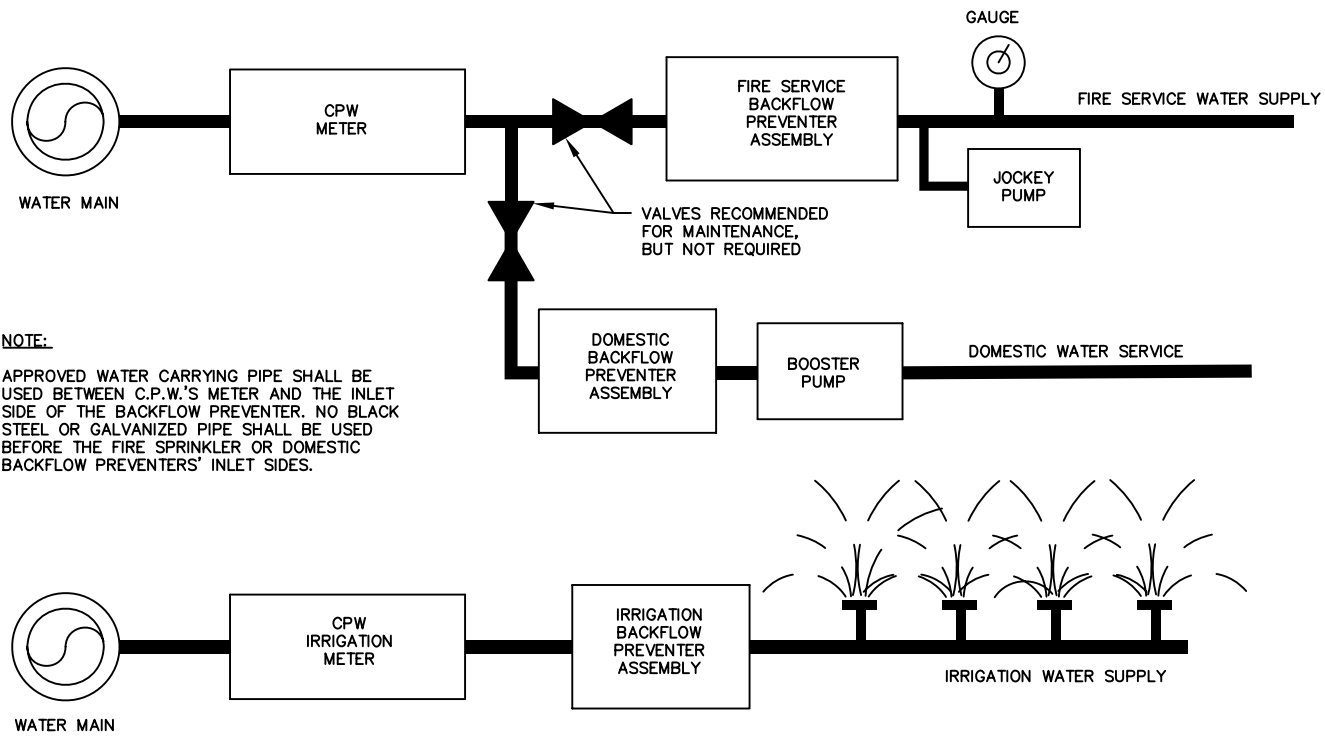 GAUGE
CPW
METER
FIRE SERVICE
BACKFLOW
PREVENTER
ASSEMBLY
FIRE SERVICE WATER SUPPLY
WATER MAIN
JOCKEY
PUMP
VALVES RECOMMENDED
FOR MAINTENANCE,
BUT NOT REQUIRED
NOTE:
APPROVED WATER CARRYING PIPE SHALL BE
USED BETWEEN C.P.W.'S METER AND THE INLET
SIDE OF THE BACKFLOW PREVENTER. NO BLACK
STEEL OR GALVANIZED PIPE SHALL BE USED
BEFORE THE FIRE SPRINKLER OR DOMESTIC
BACKFLOW PREVENTERS' INLET SIDES.
DOMESTIC
BACKFLOW
PREVENTER
ASSEMBLY
BOOSTER
PUMP
DOMESTIC WATER SERVICE
CPW
IRRIGATION
METER
IRRIGATION
BACKFLOW
PREVENTER
ASSEMBLY
IRRIGATION WATER SUPPLY
WATER MAIN